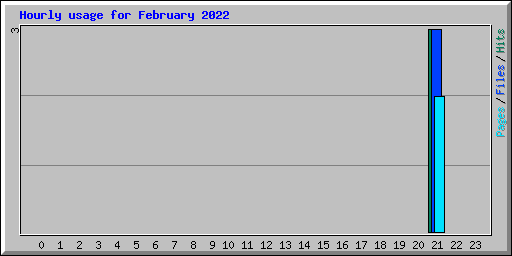 Hourly usage for February 2022
3
Pages/Files/Hits
0 1 2 3 4 5 6 7 8 9 10 11 12 13 14 15 16 17 18 19 20 21 22 23